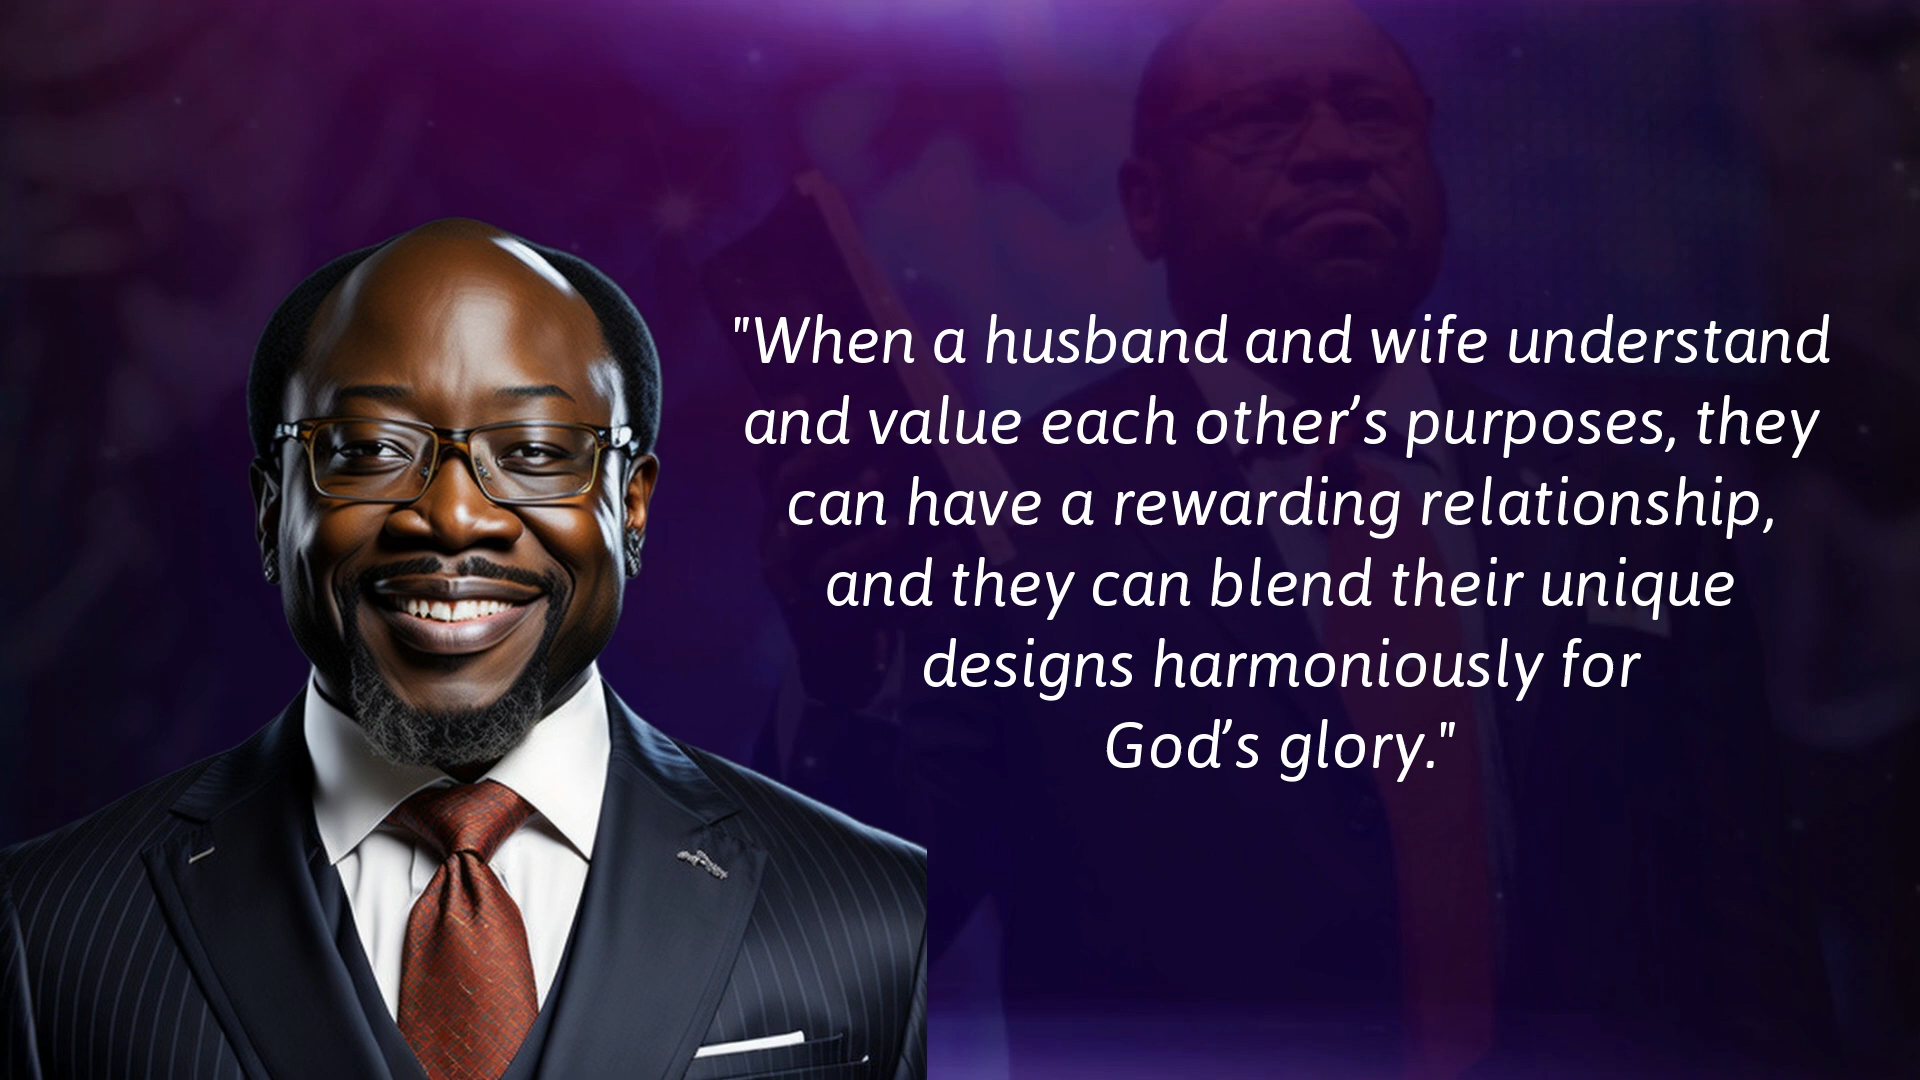 "When a husband and wife understand
and value each other’s purposes, they
can have a rewarding relationship,
and they can blend their unique
designs harmoniously for
God’s glory."